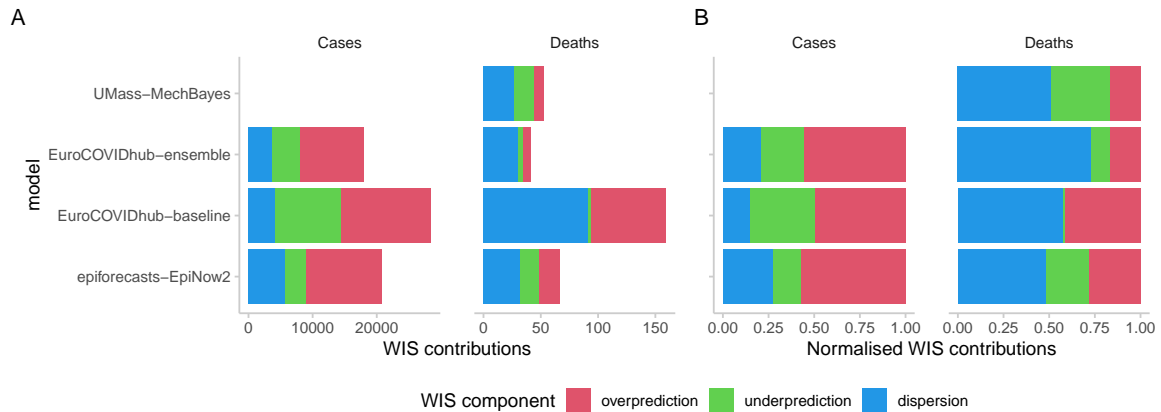 A
B
Cases
Deaths
Cases
Deaths
model
UMass−MechBayes
EuroCOVIDhub−ensemble
EuroCOVIDhub−baseline
epiforecasts−EpiNow2
0 10000 20000
0 50 100 150
0.00 0.25 0.50 0.75 1.00
0.00 0.25 0.50 0.75 1.00
WIS contributions
Normalised WIS contributions
WIS component overprediction underprediction dispersion